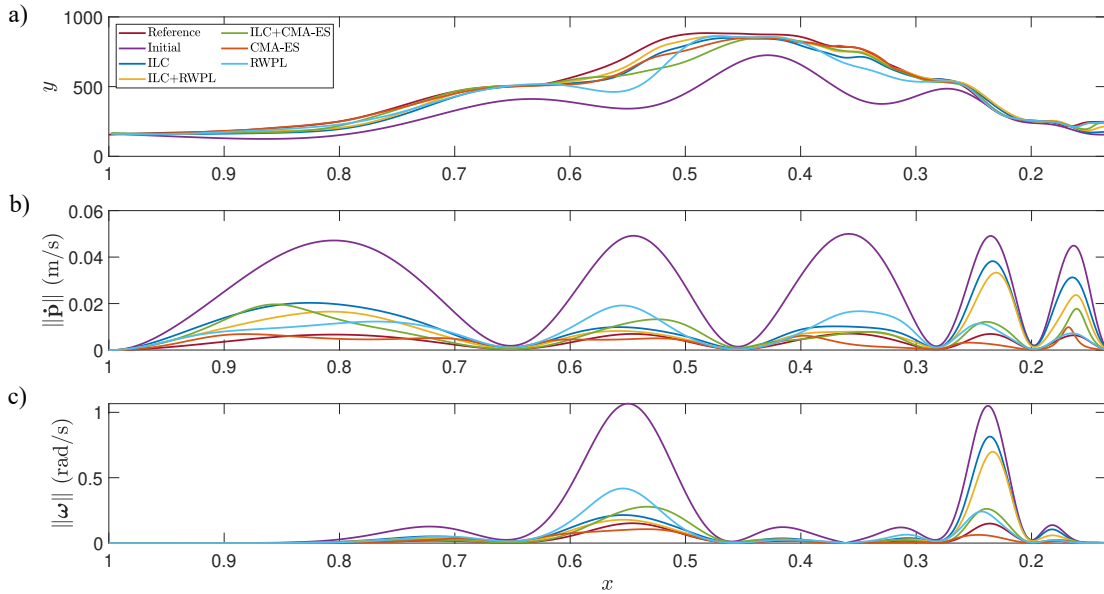 a)
1000
500
0
y
Reference
Initial
ILC
ILC+RWPL
ILC+CMA-ES
CMA-ES
RWPL
1 0.9 0.8 0.7 0.6 0.5 0.4 0.3 0.2
b)
0.06
0.04
0.02
0
||ṗ|| (m/s)
1 0.9 0.8 0.7 0.6 0.5 0.4 0.3 0.2
c)
1
0.5
0
||ω|| (rad/s)
1 0.9 0.8 0.7 0.6 0.5 0.4 0.3 0.2
x